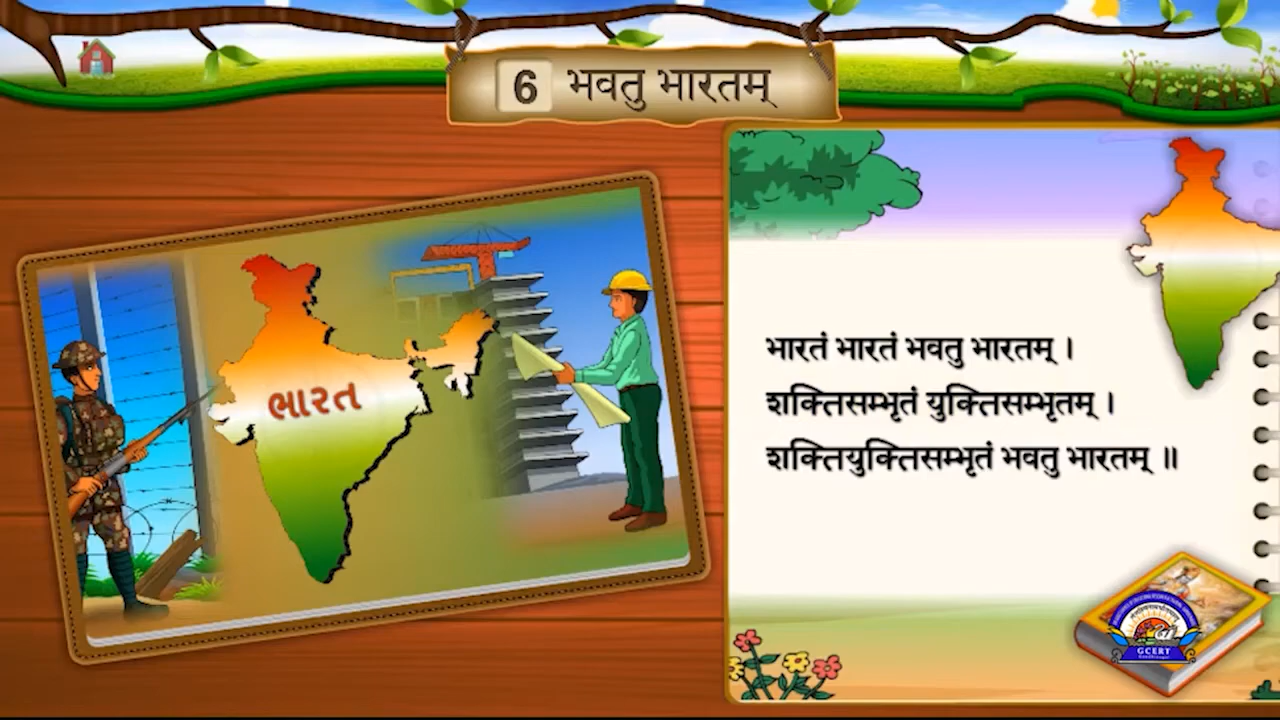 6 भवतु भारतम्
ભારત
भारतं भारतं भवतु भारतम् ।
शक्तिसम्भृतं युक्तिसम्भृतम् ।
शक्तियुक्तिसम्भृतं भवतु भारतम् ॥
GCERT